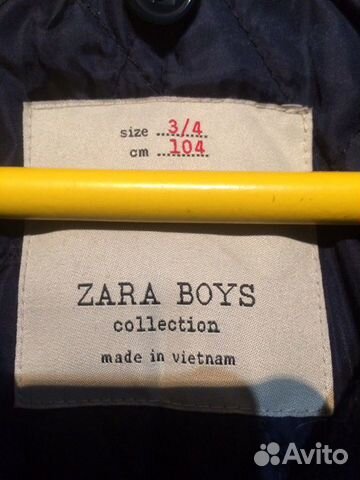 size 3/4
cm 104
ZARA BOYS
collection
made in vietnam
Avito